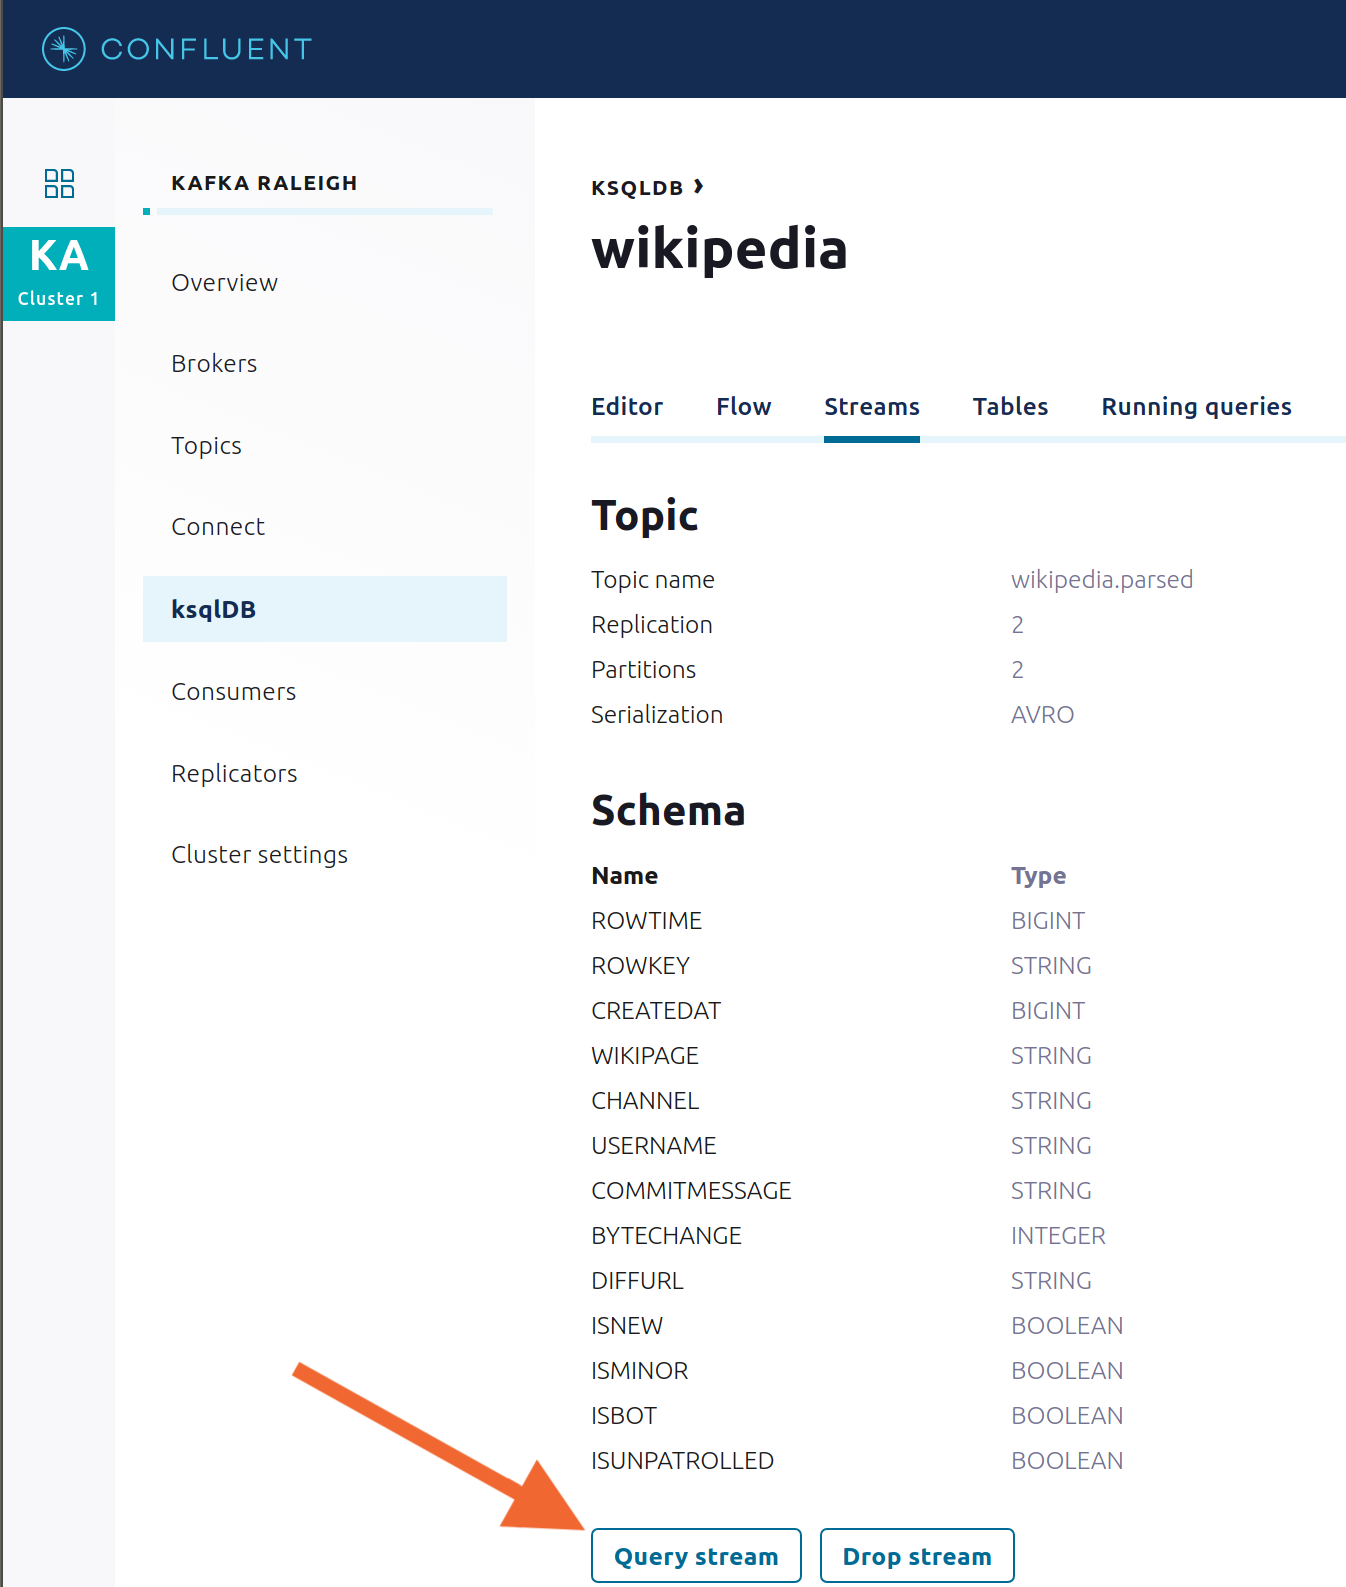 CONFLUENT
KA
Cluster 1
KAFKA RALEIGH
Overview
Brokers
Topics
Connect
ksqlDB
Consumers
Replicators
Cluster settings
KSQLDB ›
wikipedia
Editor Flow Streams Tables Running queries
Topic
Topic name wikipedia.parsed
Replication 2
Partitions 2
Serialization AVRO
Schema
Name Type
ROWTIME BIGINT
ROWKEY STRING
CREATEDAT BIGINT
WIKIPAGE STRING
CHANNEL STRING
USERNAME STRING
COMMITMESSAGE STRING
BYTECHANGE INTEGER
DIFFURL STRING
ISNEW BOOLEAN
ISMINOR BOOLEAN
ISBOT BOOLEAN
ISUNPATROLLED BOOLEAN
Query stream Drop stream